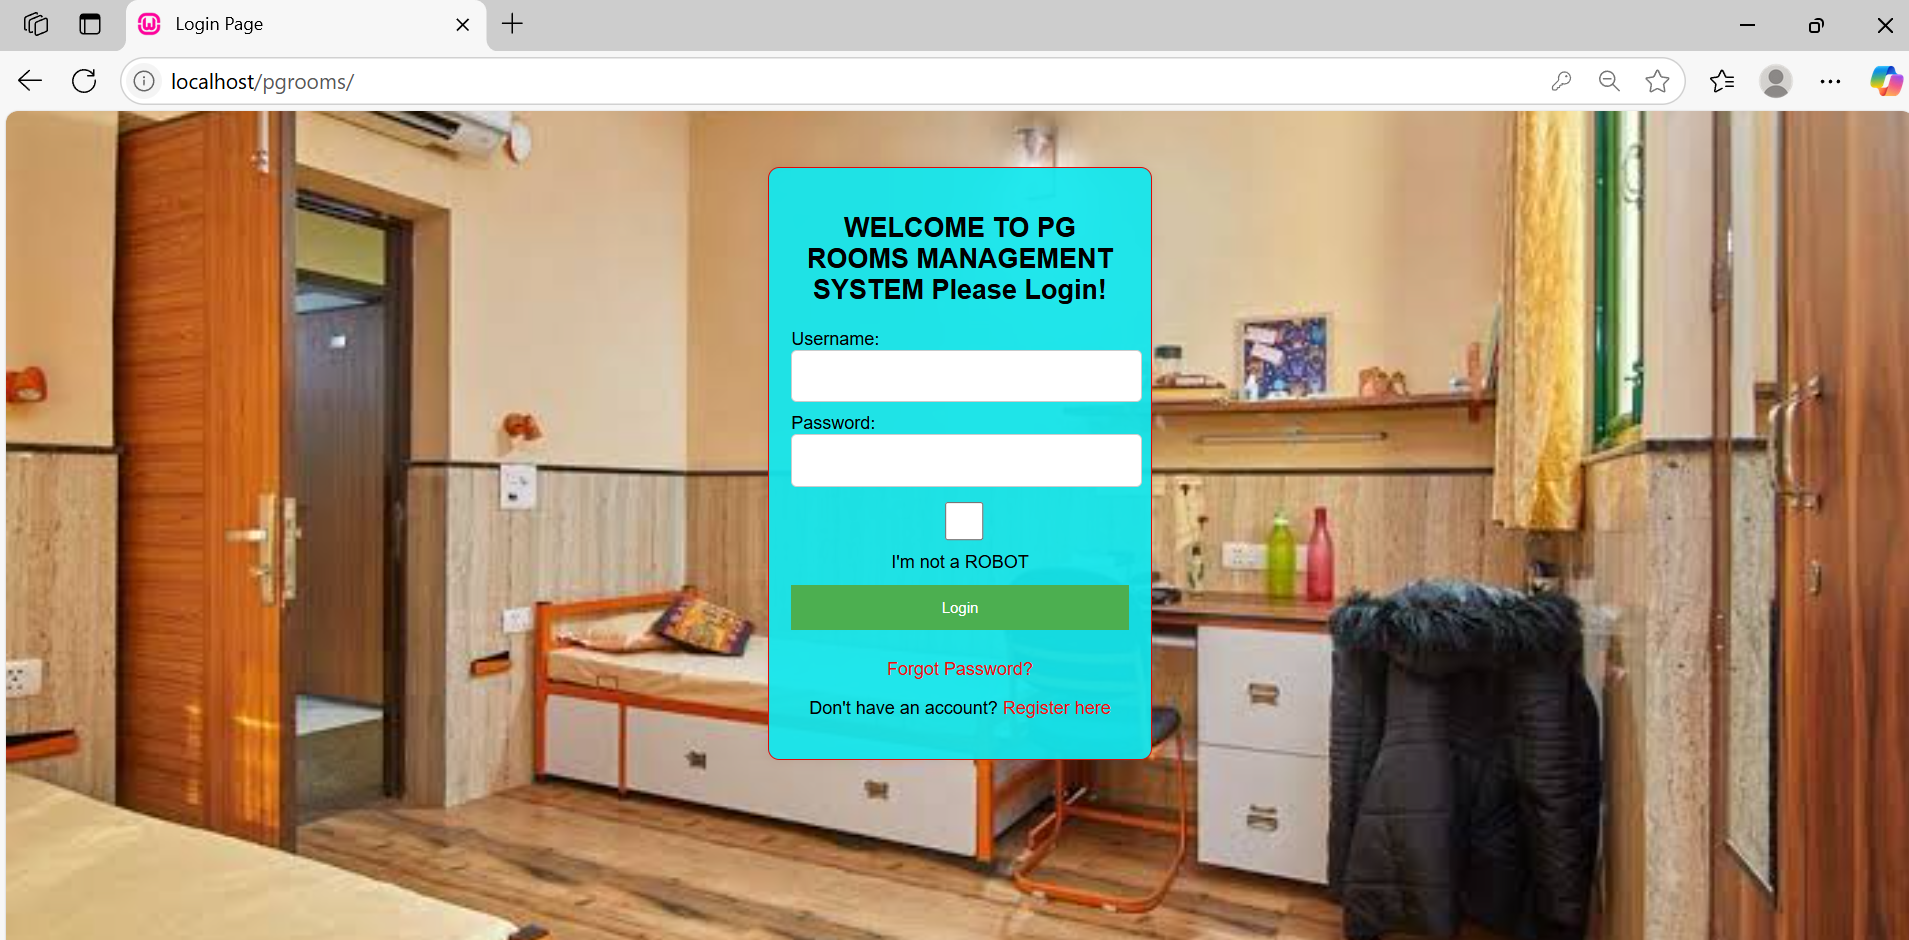 Login Page
localhost/pgrooms/
WELCOME TO PG
ROOMS MANAGEMENT
SYSTEM Please Login!
Username:
Password:
I'm not a ROBOT
Login
Forgot Password?
Don't have an account? Register here